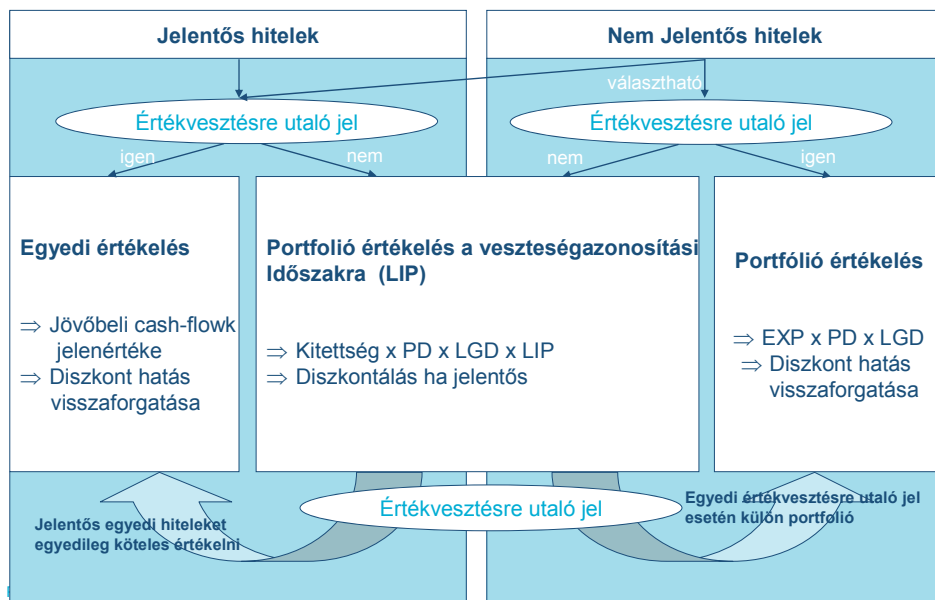 Jelentős hitelek
Nem Jelentős hitelek
választható
Értékvesztésre utaló jel
Értékvesztésre utaló jel
igen
nem
nem
igen
Egyedi értékelés
⇒ Jövőbeli cash-flowk
jelenértéke
⇒ Diszkont hatás
visszaforgatása
Portfolió értékelés a veszteségazonosítási
Időszakra (LIP)
⇒ Kitettség x PD x LGD x LIP
⇒ Diszkontálás ha jelentős
Portfólió értékelés
⇒ EXP x PD x LGD
⇒ Diszkont hatás
visszaforgatása
Értékvesztésre utaló jel
Jelentős egyedi hiteleket
egyedileg köteles értékelni
Egyedi értékvesztésre utaló jel
esetén külön portfolió